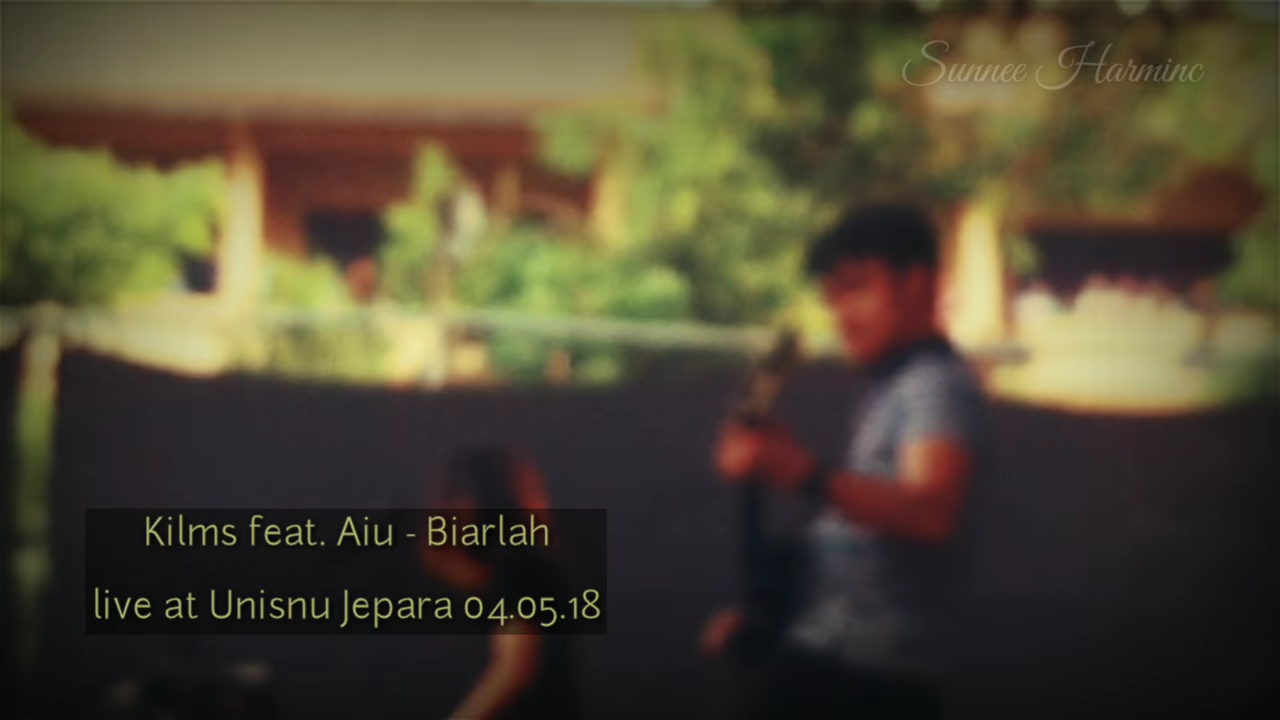 Sunnee Harminc
Kilms feat. Aiu - Biarlah
live at Unisnu Jepara 04.05.18